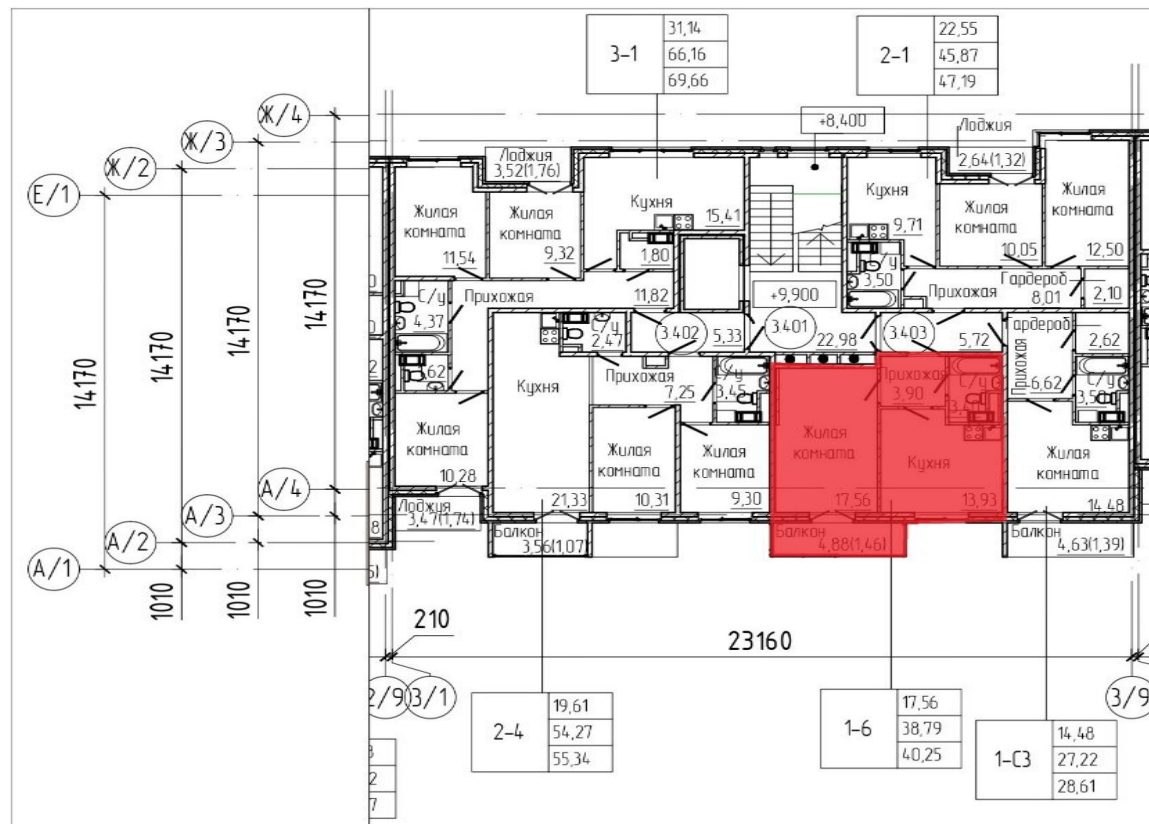 3-1
31,14
66,16
69,66
2-1
22,55
45,87
47,19
Ж/4
Ж/3
Ж/2
Е/1
+8,400
Лоджия
3,52(1,76)
Лоджия
2,64(1,32)
Жилая
комната
11,54
Жилая
комната
9,32
Кухня
15,41
1,80
Кухня
9,71
С/у
3,50
Жилая
комната
10,05
Жилая
комната
12,50
Прихожая
11,82
+9,900
Прихожая
Гардероб
8,01
2,10
С/у
4,37
С/у
2,47
3.402
5,33
3.401
22,98
3.403
5,72
Гардероб
2,62
Прихожая
6,62
Кухня
21,33
Прихожая
7,25
С/у
3,45
Прихожая
3,90
С/у
С/у
Жилая
комната
10,28
Жилая
комната
10,31
Жилая
комната
9,30
Жилая
комната
17,56
Кухня
13,93
Жилая
комната
14,48
14170
14170
14170
14170
А/4
А/3
А/2
А/1
Лоджия
3,47(1,74)
Балкон
3,56(1,07)
Балкон
4,88(1,46)
Балкон
4,63(1,39)
1010
1010
1010
210
23160
2/9
3/1
3/9
2-4
19,61
54,27
55,34
1-6
17,56
38,79
40,25
1-С3
14,48
27,22
28,61